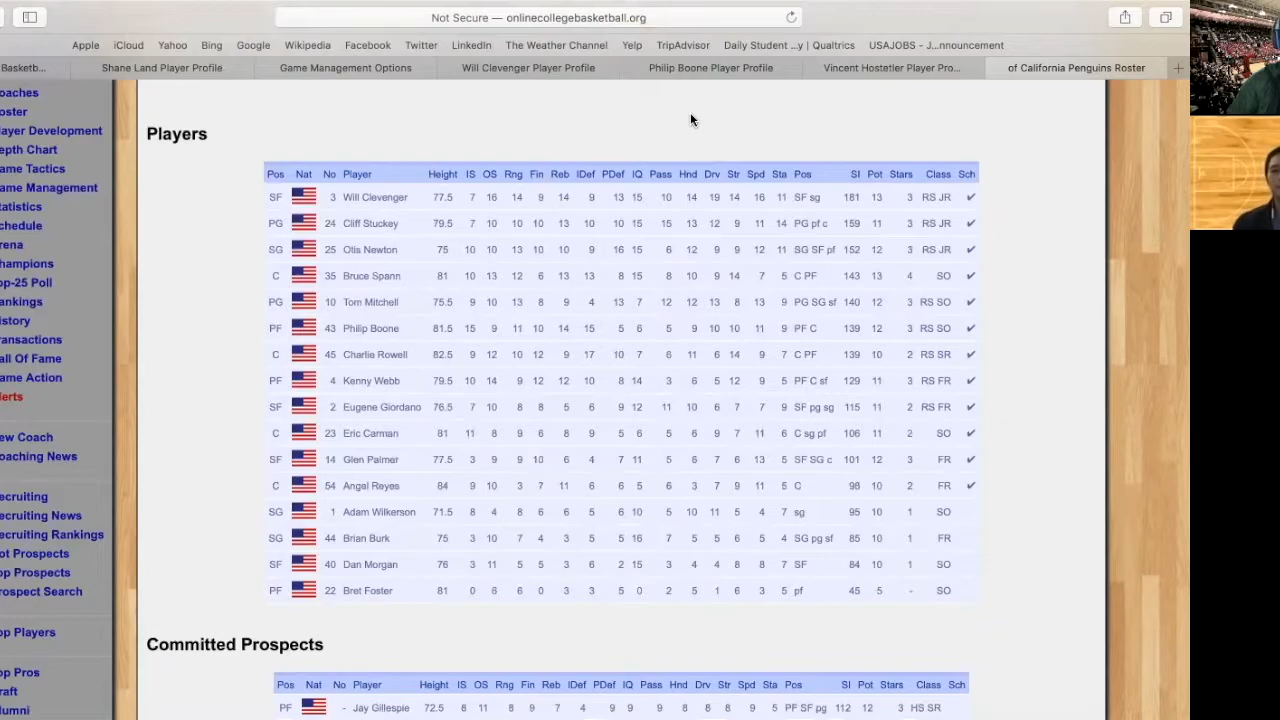 Not Secure — onlinecollegebasketball.org
Apple iCloud Yahoo Bing Google Wikipedia Facebook Twitter LinkedIn The Weather Channel Yelp TripAdvisor Daily Student ...y | Qualtrics USAJOBS - J...nnouncement
Basketb... Shane Land Player Profile Game Management Options Will Clevenger Player Profile Philip Boone Player Profile Vincent Hostetler Player Pro... of California Penguins Roster
oaches
oster
layer Development
epth Chart
ame Tactics
ame Management
tatistics
chedule
rena
hampions
op-25 Poll
ankings
istory
ransactions
all Of Fame
ame Action
lerts
ew Coach
oaching News
ecruiting
ecruiting News
ecruiting Rankings
ot Prospects
op Prospects
rospect Search
op Players
op Pros
raft
lumni
Players
Pos Nat No Player Height IS OS Rng Fin Reb IDef PDef IQ Pass Hnd Drv Str Spd Sta Pos SI Pot Stars Class Sch
SF 3 Will Clevenger 77.5 7 16 4 9 14 9 13 15 10 14 19 14 16 11 SF sg 181 13 3 RS JR ✔
PG 24 Cliff Stuckey 79.5 10 10 10 15 15 13 12 9 11 14 PG pf c 159 11 3 RS JR ✔
SG 25 Otis Newton 75 10 10 13 10 10 9 16 15 6 12 9 12 11 SG SF pf 152 12 3 RS JR ✔
C 35 Bruce Spann 81 10 13 12 6 13 13 8 15 8 10 9 14 7 5 C PF 143 13 4 SO ✔
PG 10 Tom Mitchell 75.5 9 10 13 8 9 4 13 7 12 12 13 9 PG SG sf 140 12 3 RS SO ✔
PF 43 Philip Boone 81.5 9 11 10 14 15 5 6 5 9 10 10 11 9 PF C 139 12 3 RS SO ✔
C 45 Charlie Rowell 82.5 9 12 10 12 9 17 10 7 6 11 14 9 7 C PF 139 10 2 RS SR ✔
PF 4 Kenny Webb 79.5 10 14 9 12 12 10 8 14 3 6 5 12 9 5 PF C sf 129 11 3 RS FR ✔
SF 2 Eugene Giordano 76.5 10 8 8 5 6 9 12 11 10 6 7 9 SF pg sg 115 11 2 RS FR ✔
C 23 Eric Carman 81 11 8 9 6 8 9 5 6 5 6 11 6 C sg pf 106 11 2 SO ✔
SF 14 Glen Palmer 77.5 9 9 10 4 7 11 5 6 13 5 SF SG c 101 12 3 FR ✔
C 54 Angel Reyes 84 10 3 7 11 6 6 5 6 3 9 11 5 C 98 10 2 FR ✔
SG 1 Adam Wilkerson 71.5 8 4 8 6 5 6 10 5 10 5 4 7 sg 95 10 1 SO
SG 44 Brian Burk 75 10 7 4 3 5 5 16 7 5 6 5 4 SG pg sf 85 10 1 FR
SF 40 Dan Morgan 76 3 11 5 5 3 6 2 15 3 4 4 8 8 7 SF 84 10 1 SO
PF 22 Bret Foster 81 0 6 6 0 3 3 5 0 2 5 1 6 3 5 pf 45 5 - SO
Committed Prospects
Pos Nat No Player Height IS OS Rng Fin Reb IDef PDef IQ Pass Hnd Drv Str Spd Sta Pos SI Pot Stars Class Sch
PF - Jay Gillespie 72.5 8 11 8 9 7 4 9 9 9 8 8 8 9 5 PF SF pg 112 12 3 HS SR